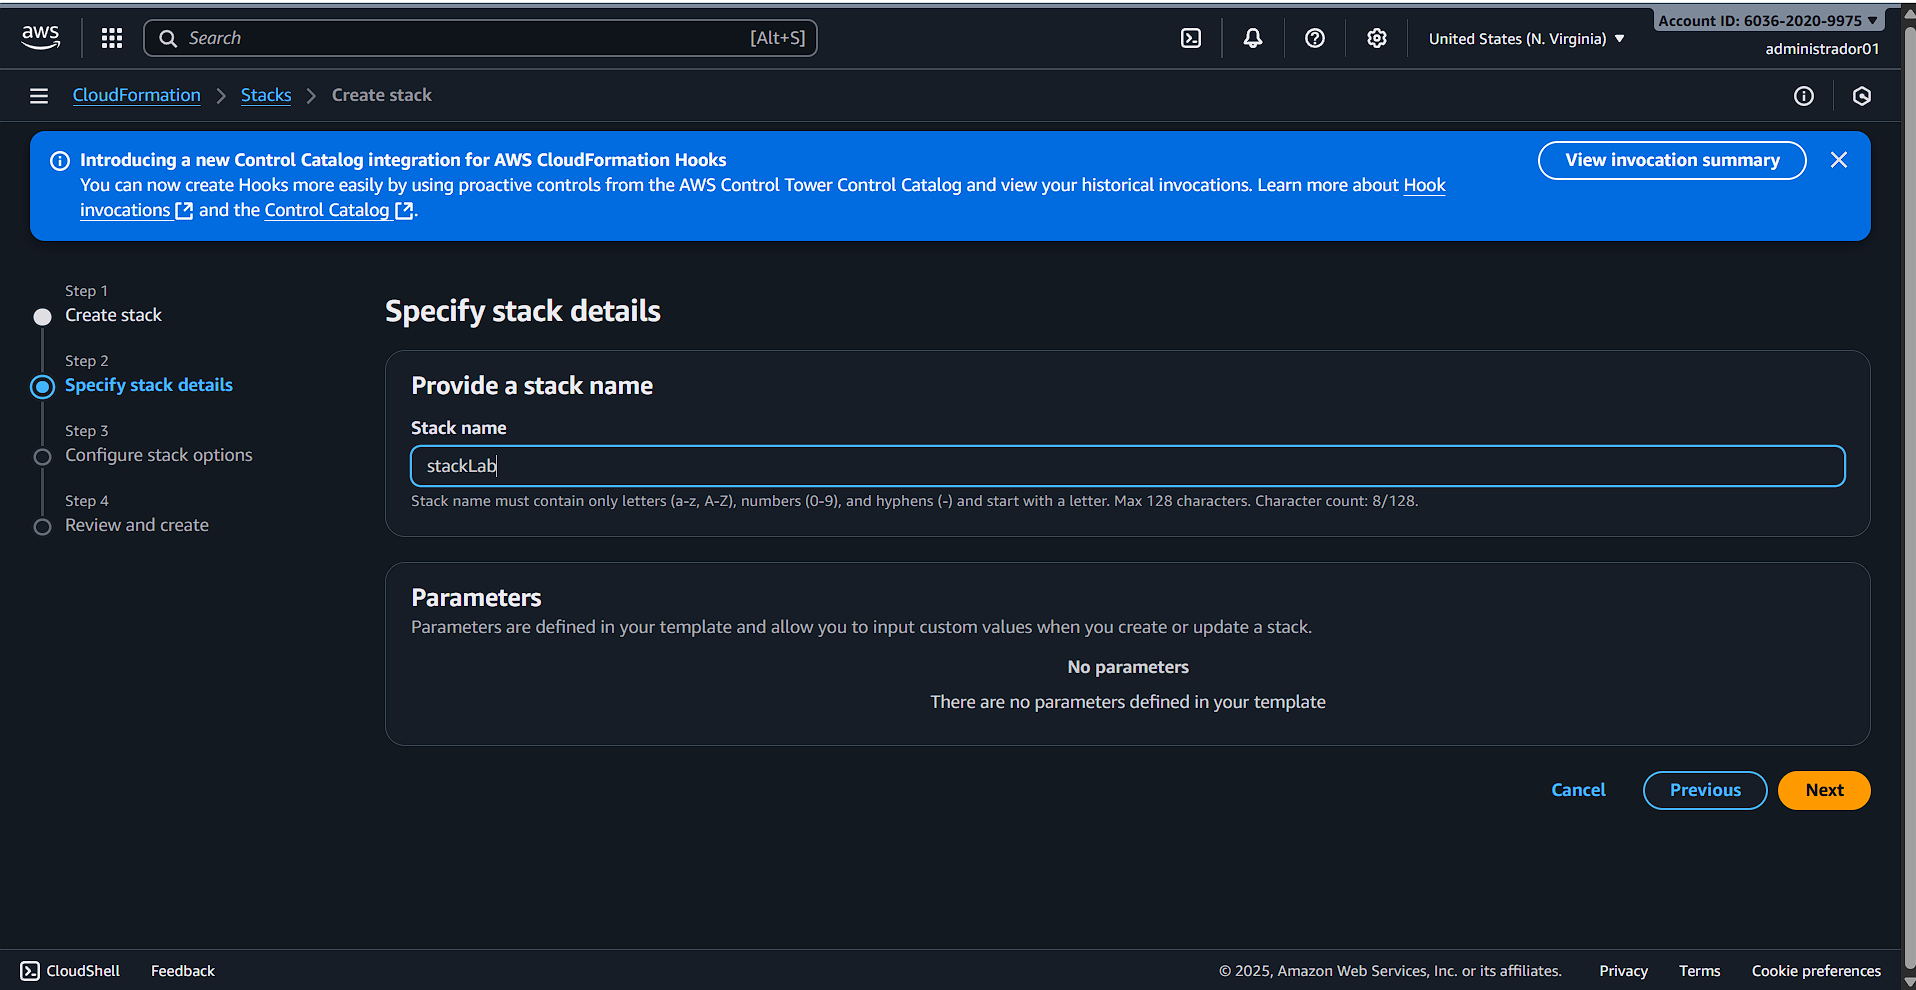 aws
Search [Alt+S]
United States (N. Virginia) ▼
Account ID: 6036-2020-9975 ▼
administrador01
CloudFormation > Stacks > Create stack
Introducing a new Control Catalog integration for AWS CloudFormation Hooks
You can now create Hooks more easily by using proactive controls from the AWS Control Tower Control Catalog and view your historical invocations. Learn more about Hook
invocations and the Control Catalog .
View invocation summary
Step 1
Create stack
Step 2
Specify stack details
Step 3
Configure stack options
Step 4
Review and create
Specify stack details
Provide a stack name
Stack name
stackLab
Stack name must contain only letters (a-z, A-Z), numbers (0-9), and hyphens (-) and start with a letter. Max 128 characters. Character count: 8/128.
Parameters
Parameters are defined in your template and allow you to input custom values when you create or update a stack.
No parameters
There are no parameters defined in your template
Cancel Previous Next
CloudShell Feedback © 2025, Amazon Web Services, Inc. or its affiliates. Privacy Terms Cookie preferences